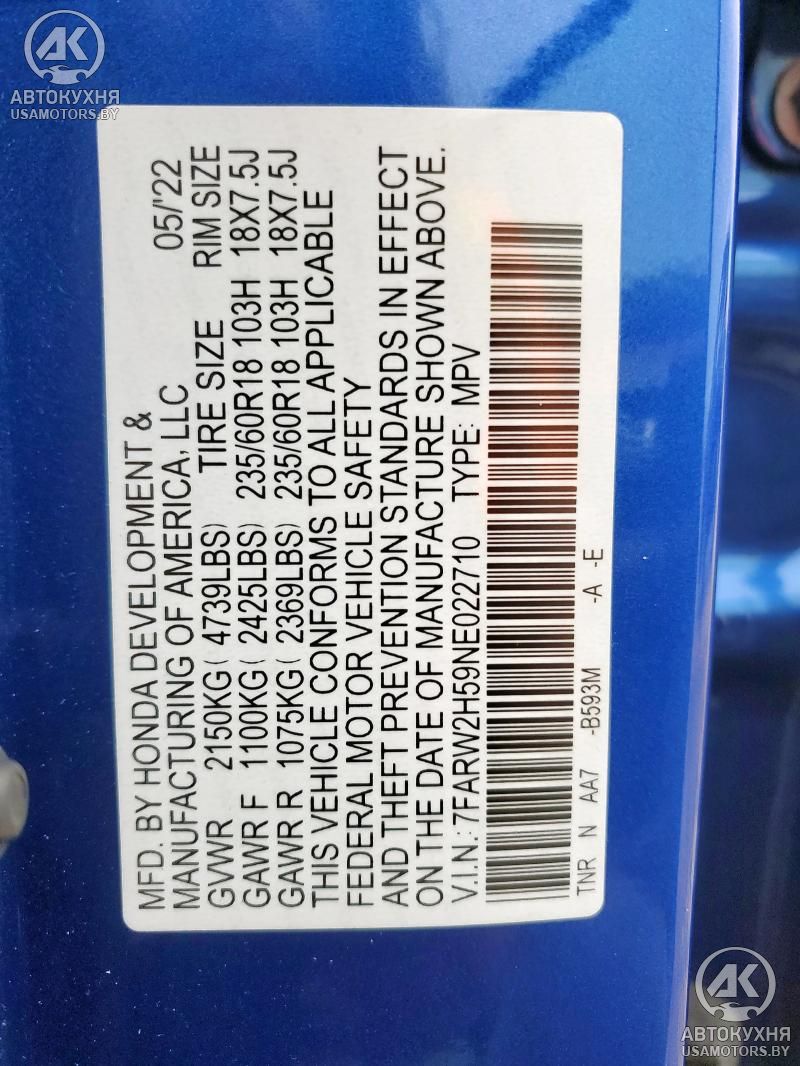 AK
АВТОКУХНЯ
USAMOTORS.BY
MFD. BY HONDA DEVELOPMENT & 05/'22
MANUFACTURING OF AMERICA, LLC
GVWR 2150KG( 4739LBS) TIRE SIZE RIM SIZE
GAWR F 1100KG( 2425LBS) 235/60R18 103H 18X7.5J
GAWR R 1075KG( 2369LBS) 235/60R18 103H 18X7.5J
THIS VEHICLE CONFORMS TO ALL APPLICABLE
FEDERAL MOTOR VEHICLE SAFETY
AND THEFT PREVENTION STANDARDS IN EFFECT
ON THE DATE OF MANUFACTURE SHOWN ABOVE.
V.I.N.: 7FARW2H59NE022710 TYPE: MPV
TNR N AA7 -B593M -A -E
AK
АВТОКУХНЯ
USAMOTORS.BY